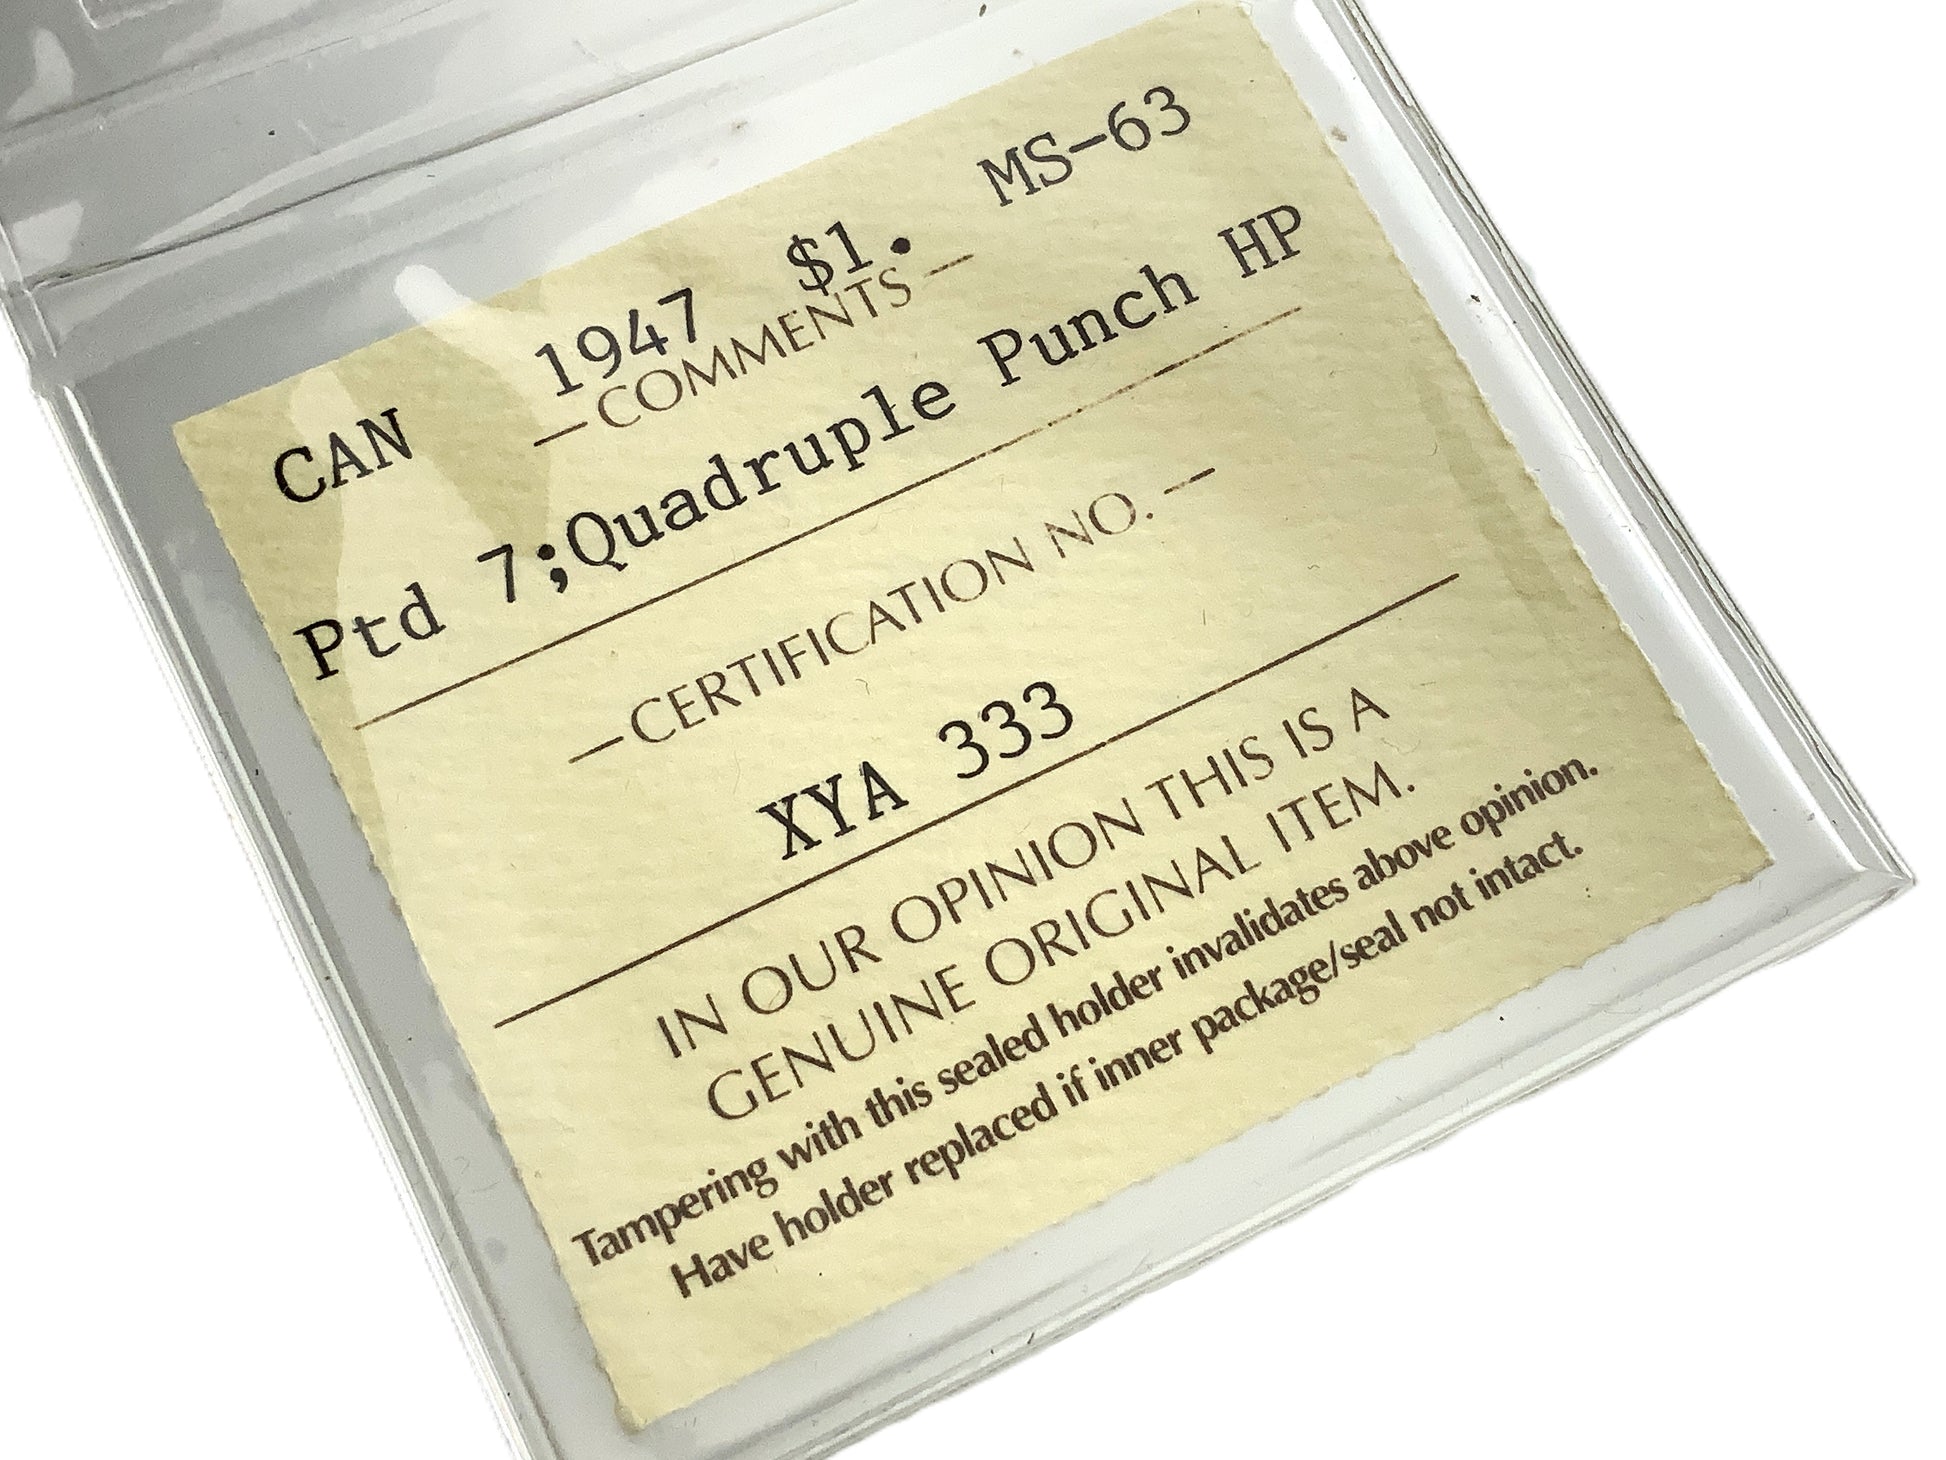 CAN 1947 $1. MS-63
—COMMENTS—
Ptd 7;Quadruple Punch HP
—CERTIFICATION NO.—
XYA 333
IN OUR OPINION THIS IS A
GENUINE ORIGINAL ITEM.
Tampering with this sealed holder invalidates above opinion.
Have holder replaced if inner package/seal not intact.